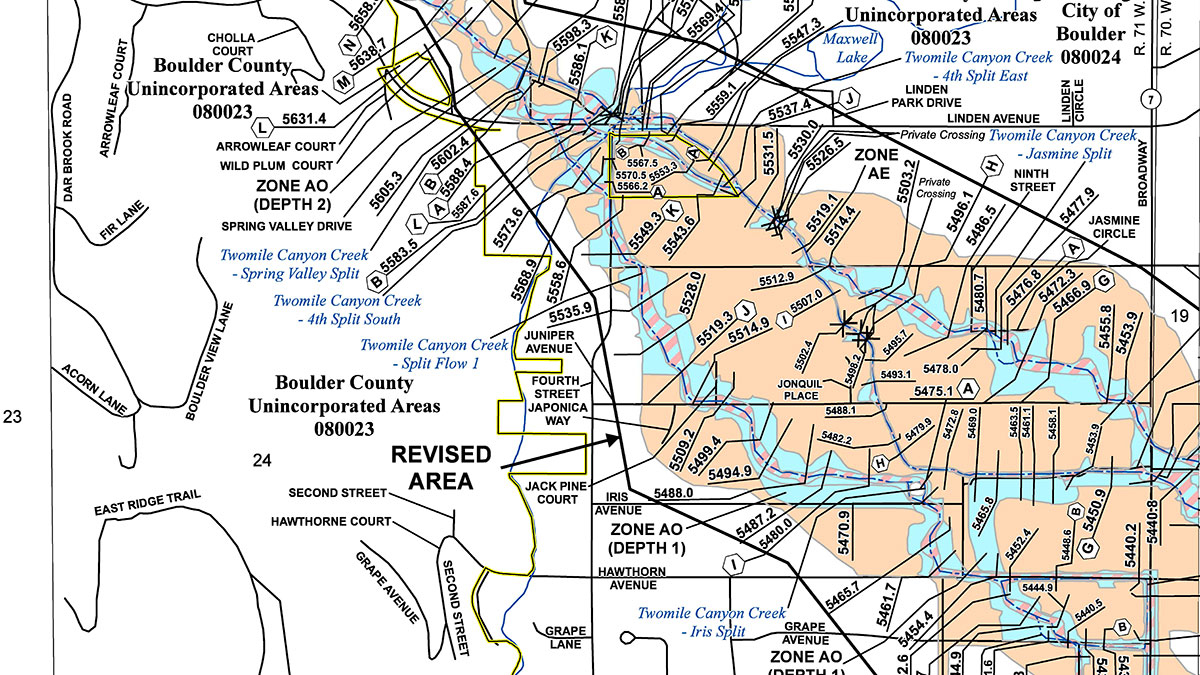 5658.
N
5638.7
M
CHOLLA
COURT
Boulder County
Unincorporated Areas
080023
ARROWLEAF COURT
DAR BROOK ROAD
L
5631.4
ARROWLEAF COURT
WILD PLUM COURT
ZONE AO
(DEPTH 2)
SPRING VALLEY DRIVE
FIR LANE
5605.3
5602.4
B
5588.4
A
5587.6
L
5583.5
B
5573.6
5568.9
5558.6
5535.9
5598.3
K
5586.1
558
5569.4
5547.3
5559.1
Unincorporated Areas
080023
City of
Boulder
080024
R. 71 W.
R. 70. W
Maxwell
Lake
Twomile Canyon Creek
- 4th Split East
J
5537.4
LINDEN
PARK DRIVE
LINDEN
CIRCLE
LINDEN AVENUE
7
BROADWAY
Private Crossing
Twomile Canyon Creek
- Jasmine Split
5531.5
5530.0
5526.5
ZONE
AE
5503.2
Private
Crossing
H
NINTH
STREET
5496.1
5486.5
5477.9
JASMINE
CIRCLE
A
B
5567.5
5570.5
5553.3
5566.2
A
A
5549.3
K
5543.6
5519.1
5514.4
Twomile Canyon Creek
- Spring Valley Split
Twomile Canyon Creek
- 4th Split South
Twomile Canyon Creek
- Split Flow 1
BOULDER VIEW LANE
ACORN LANE
5528.0
5519.3
J
5514.9
5512.9
I
5507.0
5502.4
5498.2
5495.7
5493.1
5478.0
5475.1
A
5480.7
5476.8
5472.3
5466.9
G
5455.8
5453.9
19
JUNIPER
AVENUE
FOURTH
STREET
JAPONICA
WAY
JONQUIL
PLACE
Boulder County
Unincorporated Areas
080023
23
24
REVISED
AREA
5488.1
5482.2
5479.9
H
5472.8
5469.0
5463.5
5461.1
5458.1
5453.9
5509.2
5499.4
5494.9
JACK PINE
COURT
IRIS
AVENUE
5488.0
ZONE AO
(DEPTH 1)
5487.2
5480.0
I
5470.9
5465.8
5452.4
B
5450.9
5448.6
G
5440.2
5440.8
EAST RIDGE TRAIL
SECOND STREET
HAWTHORNE COURT
GRAPE AVENUE
SECOND STREET
HAWTHORN
AVENUE
Twomile Canyon Creek
- Iris Split
GRAPE
LANE
GRAPE
AVENUE
ZONE AO
(DEPTH 1)
5465.7
5461.7
5454.4
5444.9
5440.5
B